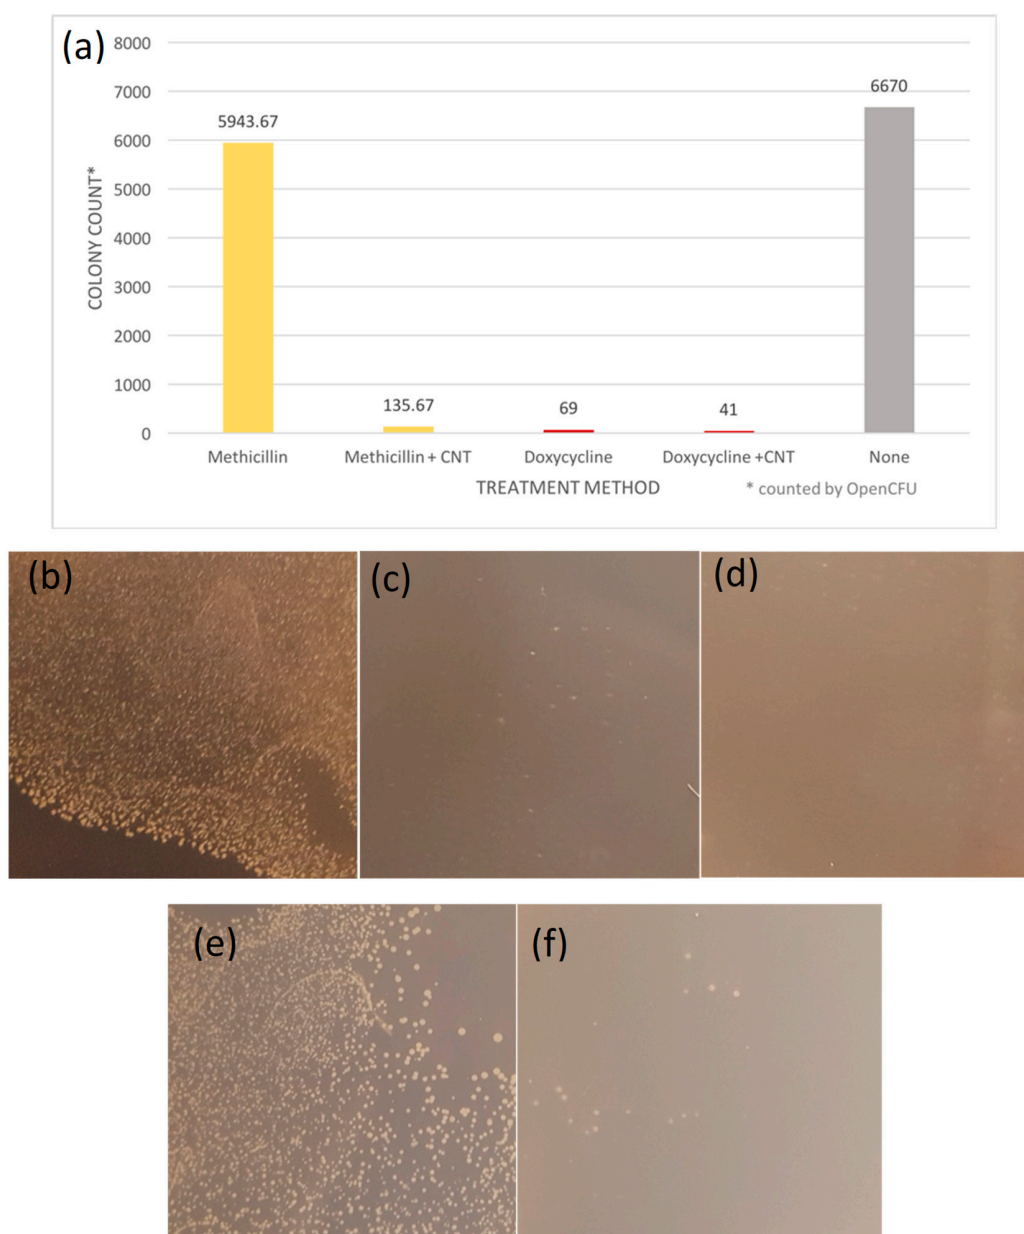 (a)
8000
7000
6000
5000
4000
3000
2000
1000
0
COLONY COUNT*
5943.67
135.67
69
41
6670
Methicillin
Methicillin + CNT
Doxycycline
Doxycycline +CNT
None
TREATMENT METHOD
* counted by OpenCFU
(b)
(c)
(d)
(e)
(f)